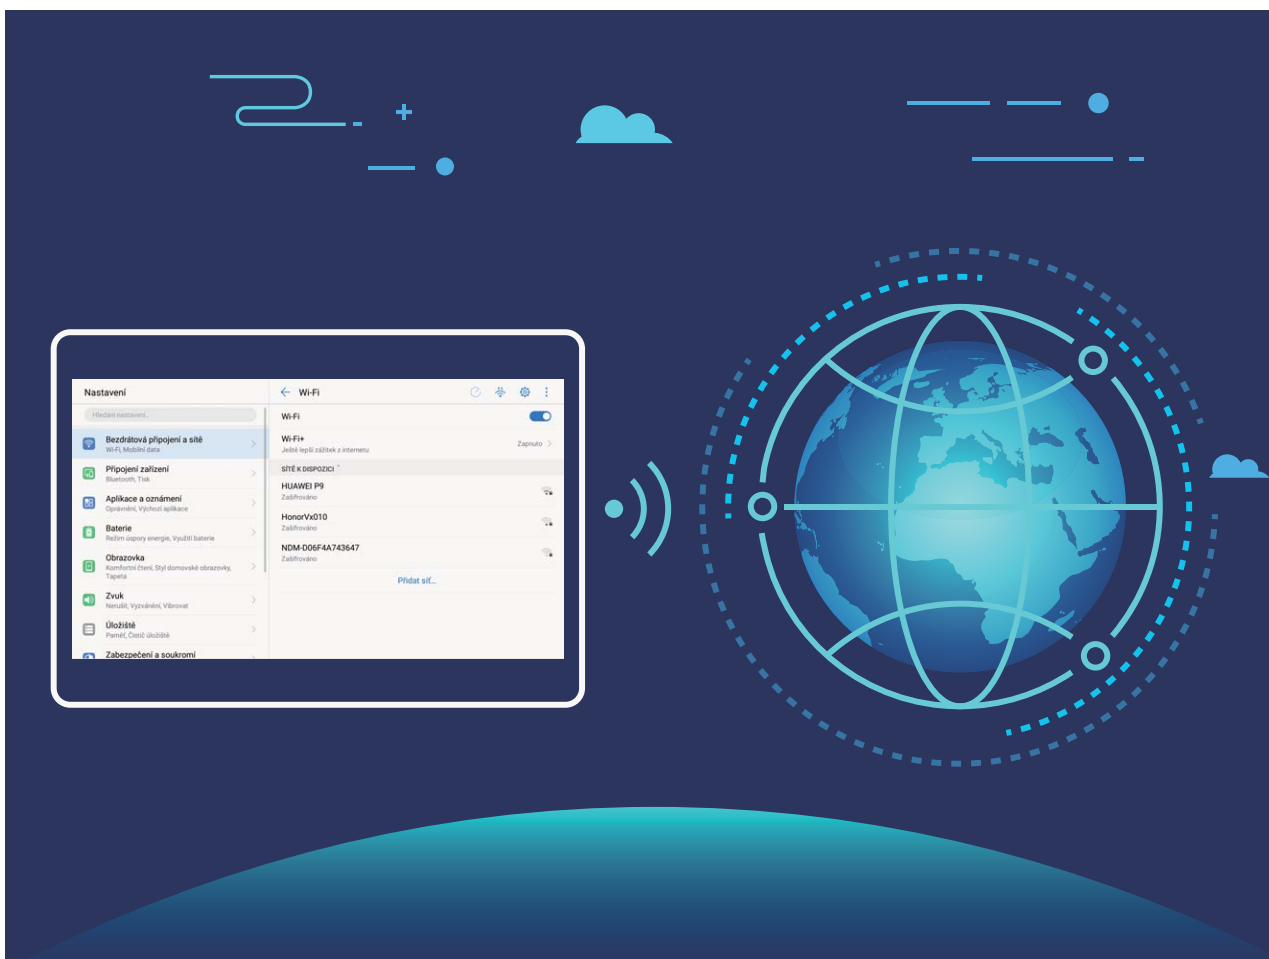 Nastavení
Hledání nastavení..
Bezdrátová připojení a sítě
Wi-Fi, Mobilní data
Připojení zařízení
Bluetooth, Tisk
Aplikace a oznámení
Oprávnění, Výchozí aplikace
Baterie
Režim úspory energie, Využití baterie
Obrazovka
Komfortní čtení, Styl domovské obrazovky,
Tapeta
Zvuk
Nerušit, Vyzvánění, Vibrovat
Úložiště
Paměť, Čistič úložiště
Zabezpečení a soukromí
Wi-Fi
Wi-Fi
Wi-Fi+
Ještě lepší zážitek z internetu
Zapnuto
SÍTĚ K DISPOZICI
HUAWEI P9
Zašifrováno
HonorVx010
Zašifrováno
NDM-D06F4A743647
Zašifrováno
Přidat síť...